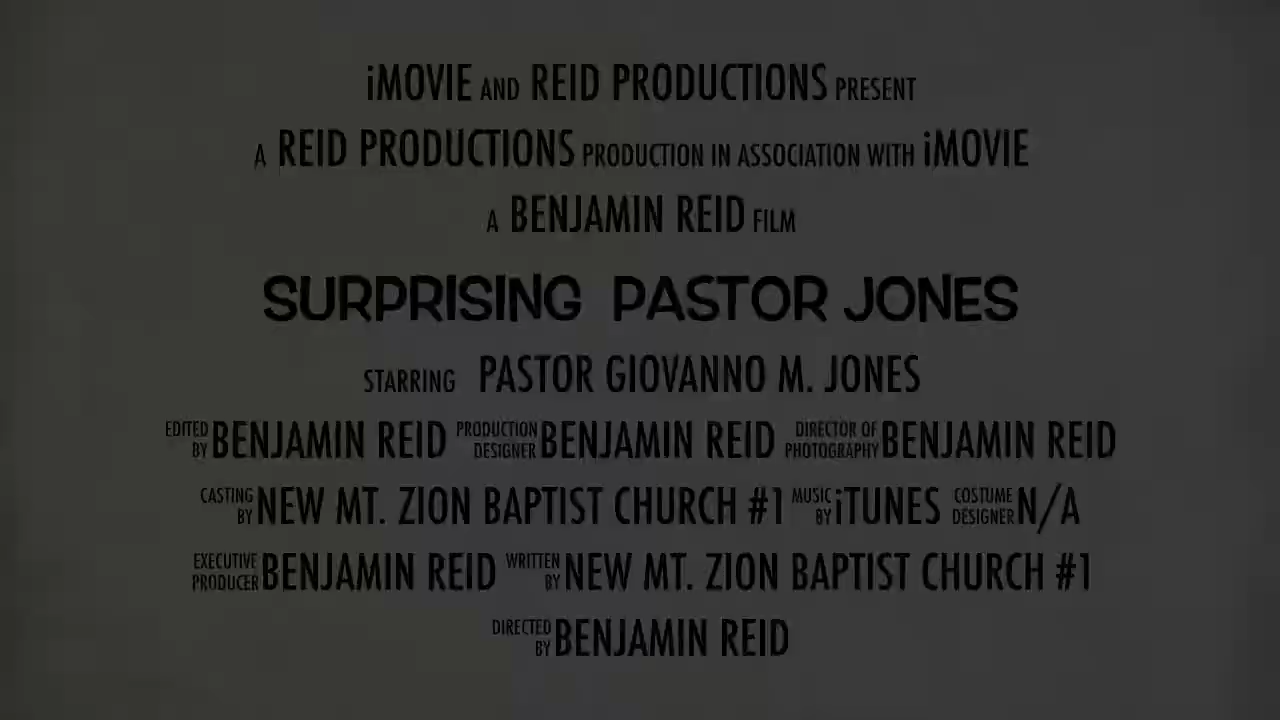 iMOVIE AND REID PRODUCTIONS PRESENT
A REID PRODUCTIONS PRODUCTION IN ASSOCIATION WITH iMOVIE
A BENJAMIN REID FILM
SURPRISING PASTOR JONES
STARRING PASTOR GIOVANNO M. JONES
EDITED BY BENJAMIN REID PRODUCTION DESIGNER BENJAMIN REID DIRECTOR OF PHOTOGRAPHY BENJAMIN REID
CASTING BY NEW MT. ZION BAPTIST CHURCH #1 MUSIC BY iTUNES COSTUME DESIGNER N/A
EXECUTIVE PRODUCER BENJAMIN REID WRITTEN BY NEW MT. ZION BAPTIST CHURCH #1
DIRECTED BY BENJAMIN REID